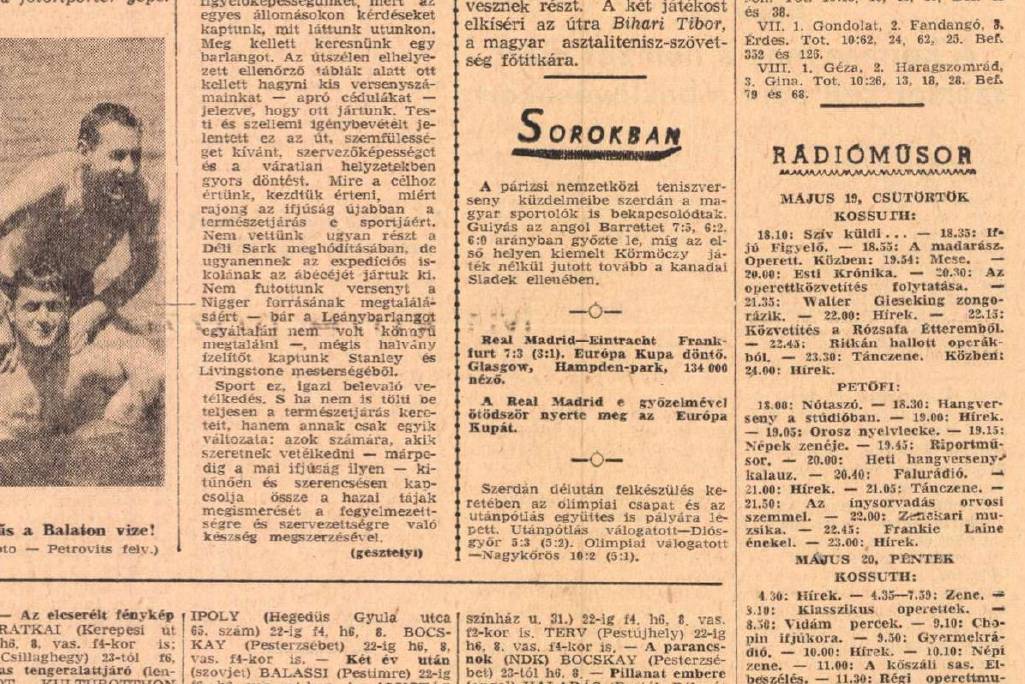 egyes állomásokon kérdéseket
kaptunk, mit láttunk utunkon.
Meg kellett keresnünk egy
barlangot. Az útszélen elhelye-
zett ellenőrző táblák alatt ott
kellett hagyni kis versenyszá-
mainkat — apró cédulákat —
jelezve, hogy ott jártunk. Tes-
ti és szellemi igénybevételt je-
lentett ez az út, szemfülessé-
get kívánt, szervezőképességet
és a váratlan helyzetekben
gyors döntést. Mire a célhoz
értünk, kezdtük érteni, miért
rajong az ifjúság újabban a
természetjárás e sportjáért.
Nem vettünk ugyan részt a
Déli Sark meghódításában, de
ugyanennek az expedíciós is-
kolának az ábécéjét jártuk ki.
Nem futottunk versenyt a
Nigger forrásának megtalálá-
sáért — bár a Leánybarlangot
egyáltalán nem volt könnyű
megtalálni —, mégis halvány
ízelítőt kaptunk Stanley és
Livingstone mesterségéből.
Sport ez, igazi belevaló ve-
télkedés. S ha nem is tölti be
teljesen a természetjárás kere-
teit, hanem annak csak egyik
változata: azok számára, akik
szeretnek vetélkedni — márpe-
dig a mai ifjúság ilyen — ki-
tűnően és szerencsésen kap-
csolja össze a hazai tájak
megismerését a fegyelmezett-
ségre és szervezettségre való
készség megszerzésével.
(gesztelyi)
ás a Balaton vize!
oto — Petrovits felv.)
vesznek részt. A két játékost
elkíséri az útra Bihari Tibor,
a magyar asztalitenisz-szövet-
ség főtitkára.
SOROKBAN
A párizsi nemzetközi teniszver-
seny küzdelmeibe szerdán a ma-
gyar sportolók is bekapcsolódtak.
Gulyás az angol Barrettet 7:5, 6:2,
6:0 arányban győzte le, míg az el-
ső helyen kiemelt Körmöczy já-
ték nélkül jutott tovább a kanadai
Sladek ellenében.
Real Madrid—Eintracht Frank-
furt 7:3 (3:1). Európa Kupa döntő.
Glasgow, Hampden-park, 134 000
néző.
A Real Madrid e győzelmével
ötödször nyerte meg az Európa
Kupát.
Szerdán délután felkészülés ke-
retében az olimpiai csapat és az
utánpótlás együttes is pályára lé-
pett. Utánpótlás válogatott—Diós-
győr 5:3 (5:2). Olimpiai válogatott
—Nagykőrös 10:2 (5:1).
és 38.
VII. 1. Gondolat, 2. Fandangó, 3.
Érdes. Tot. 10:62, 24, 62, 25. Bef.
352 és 126.
VIII. 1. Géza, 2. Haragszomrád,
3. Gina. Tot. 10:26, 13, 18, 28. Bef.
79 és 68.
RÁDIÓMŰSOR
MÁJUS 19, CSÜTÖRTÖK
KOSSUTH:
18.10: Szív küldi... — 18.35: If-
jú Figyelő. — 18.55: A madarász.
Operett. Közben: 19.54: Mese. —
20.00: Esti Krónika. — 20.30: Az
operettközvetítés folytatása. —
21.35: Walter Gieseking zongo-
rázik. — 22.00: Hírek. — 22.15:
Közvetítés a Rózsafa Étteremből.
— 22.45: Ritkán hallott operák-
ból. — 23.30: Tánczene. Közben:
24.00: Hírek.
PETŐFI:
18.00: Nótaszó. — 18.30: Hangver-
seny a stúdióban. — 19.00: Hírek.
— 19.05: Orosz nyelvlecke. — 19.15:
Népek zenéje. — 19.45: Riportmű-
sor. — 20.00: Heti hangverseny-
kalauz. — 20.40: Falurádió. —
21.00: Hírek. — 21.05: Tánczene. —
21.50: Az ínysorvadás orvosi
szemmel. — 22.00: Zenekari mu-
zsika. — 22.45: Frankie Laine
énekel. — 23.00: Hírek.
MÁJUS 20, PÉNTEK
KOSSUTH:
4.30: Hírek. — 4.35—7.59: Zene. —
8.10: Klasszikus operettek. —
8.50: Vidám percek. — 9.10: Cho-
pin ifjúkora. — 9.50: Gyermekrá-
dió. — 10.00: Hírek. — 10.10: Népi
zene. — 11.00: A köszáli sas. El-
beszélés. — 11.30: Régi operettmu-
— Az elcserélt fénykép
RATKAI (Kerepesi út
h6, 8, vas. f4-kor is;
Csillaghegy) 23-tól f6,
as tengeralattjáró (len-
IPOLY (Hegedüs Gyula utca
65. szám) 22-ig f4, h6, 8. BOCS-
KAY (Pestерzsébet) 22-ig h6, 8,
vas. f4-kor is. — Két év után
(szovjet) BALASSI (Pestimre) 22-ig
színház u. 31.) 22-ig f4, h6, 8. vas.
f2-kor is. TERV (Pestújhely) 22-ig
h6, 8, vas. f4-kor is. — A parancs-
nok (NDK) BOCSKAY (Pesterzsé-
bet) 23-tól h6, 8. — Pillanat embere